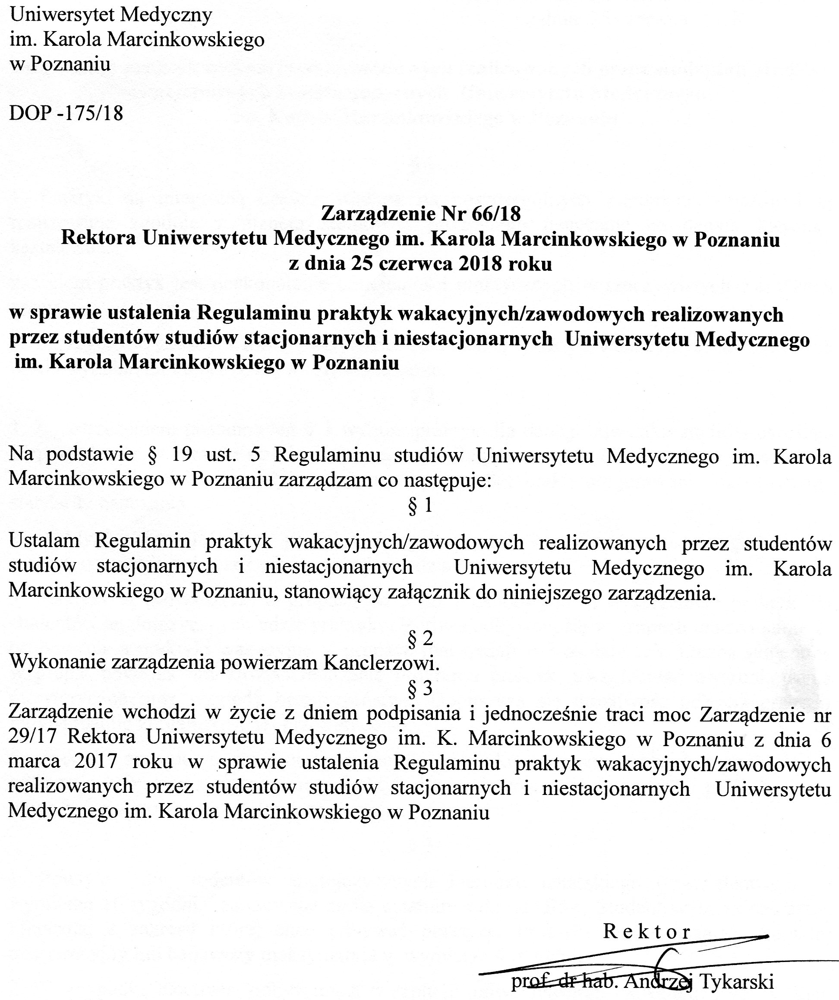 Uniwersytet Medyczny
im. Karola Marcinkowskiego
w Poznaniu
DOP -175/18
Zarządzenie Nr 66/18
Rektora Uniwersytetu Medycznego im. Karola Marcinkowskiego w Poznaniu
z dnia 25 czerwca 2018 roku
w sprawie ustalenia Regulaminu praktyk wakacyjnych/zawodowych realizowanych
przez studentów studiów stacjonarnych i niestacjonarnych Uniwersytetu Medycznego
im. Karola Marcinkowskiego w Poznaniu
Na podstawie § 19 ust. 5 Regulaminu studiów Uniwersytetu Medycznego im. Karola
Marcinkowskiego w Poznaniu zarządzam co następuje:
§ 1
Ustalam Regulamin praktyk wakacyjnych/zawodowych realizowanych przez studentów
studiów stacjonarnych i niestacjonarnych Uniwersytetu Medycznego im. Karola
Marcinkowskiego w Poznaniu, stanowiący załącznik do niniejszego zarządzenia.
§ 2
Wykonanie zarządzenia powierzam Kanclerzowi.
§ 3
Zarządzenie wchodzi w życie z dniem podpisania i jednocześnie traci moc Zarządzenie nr
29/17 Rektora Uniwersytetu Medycznego im. K. Marcinkowskiego w Poznaniu z dnia 6
marca 2017 roku w sprawie ustalenia Regulaminu praktyk wakacyjnych/zawodowych
realizowanych przez studentów studiów stacjonarnych i niestacjonarnych Uniwersytetu
Medycznego im. Karola Marcinkowskiego w Poznaniu
R e k t o r
prof. dr hab. Andrzej Tykarski